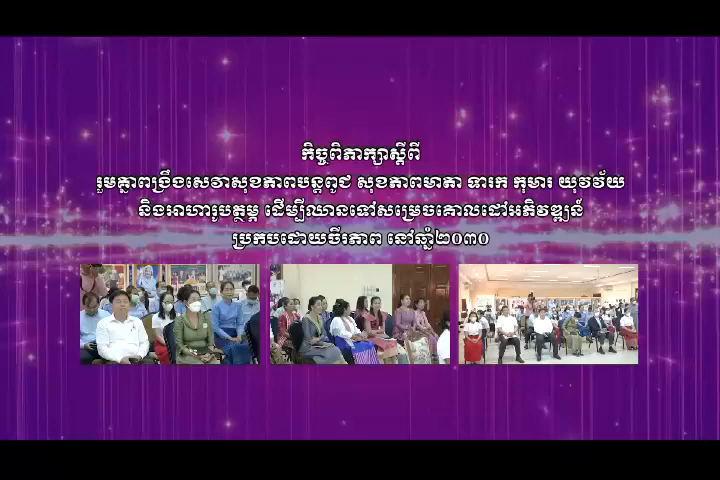 កិច្ចពិភាក្សាស្តីពី
រួមគ្នាពង្រឹងសេវាសុខភាពបន្តពូជ សុខភាពមាតា ទារក កុមារ យុវវ័យ
និងអាហារូបត្ថម្ភ ដើម្បីឈានទៅសម្រេចគោលដៅអភិវឌ្ឍន៍
ប្រកបដោយចីរភាព នៅឆ្នាំ២០៣០